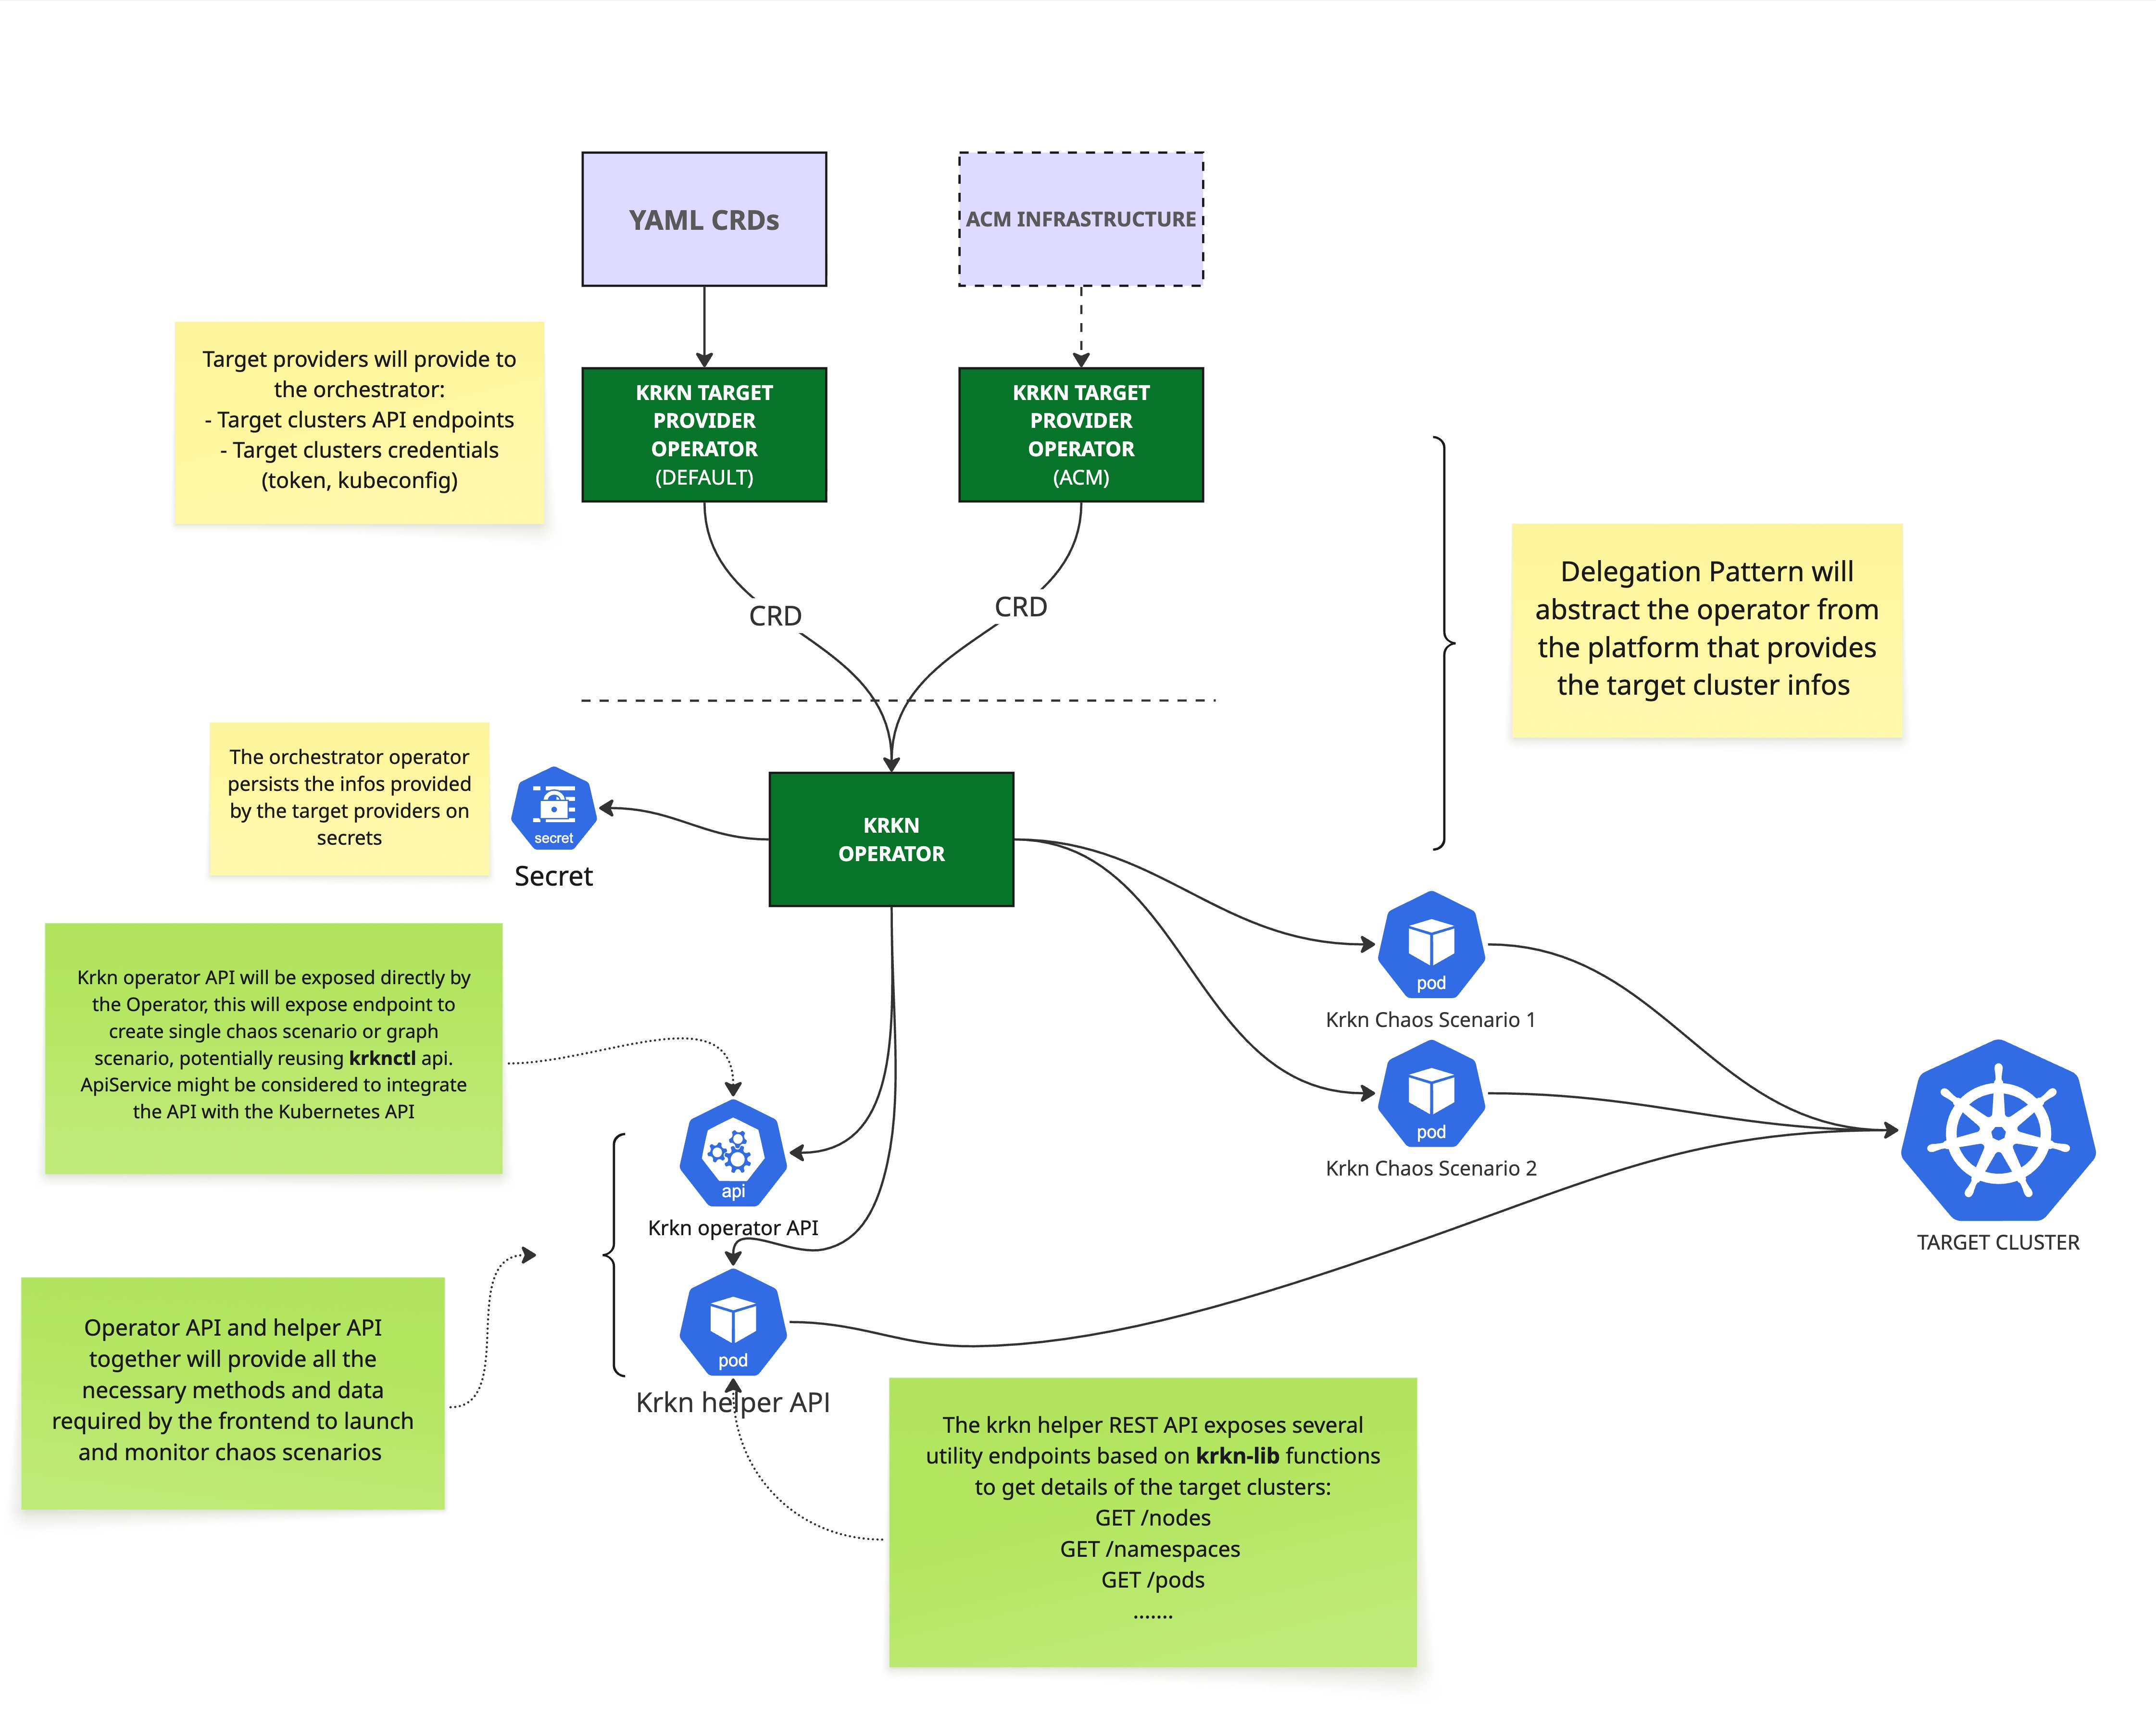 YAML CRDs
ACM INFRASTRUCTURE
Target providers will provide to
the orchestrator:
- Target clusters API endpoints
- Target clusters credentials
(token, kubeconfig)
KRKN TARGET
PROVIDER
OPERATOR
(DEFAULT)
KRKN TARGET
PROVIDER
OPERATOR
(ACM)
CRD
CRD
Delegation Pattern will
abstract the operator from
the platform that provides
the target cluster infos
The orchestrator operator
persists the infos provided
by the target providers on
secrets
secret
Secret
KRKN
OPERATOR
pod
Krkn Chaos Scenario 1
pod
Krkn Chaos Scenario 2
TARGET CLUSTER
Krkn operator API will be exposed directly by
the Operator, this will expose endpoint to
create single chaos scenario or graph
scenario, potentially reusing krknctl api.
ApiService might be considered to integrate
the API with the Kubernetes API
api
Krkn operator API
pod
Krkn helper API
Operator API and helper API
together will provide all the
necessary methods and data
required by the frontend to launch
and monitor chaos scenarios
The krkn helper REST API exposes several
utility endpoints based on krkn-lib functions
to get details of the target clusters:
GET /nodes
GET /namespaces
GET /pods
.......